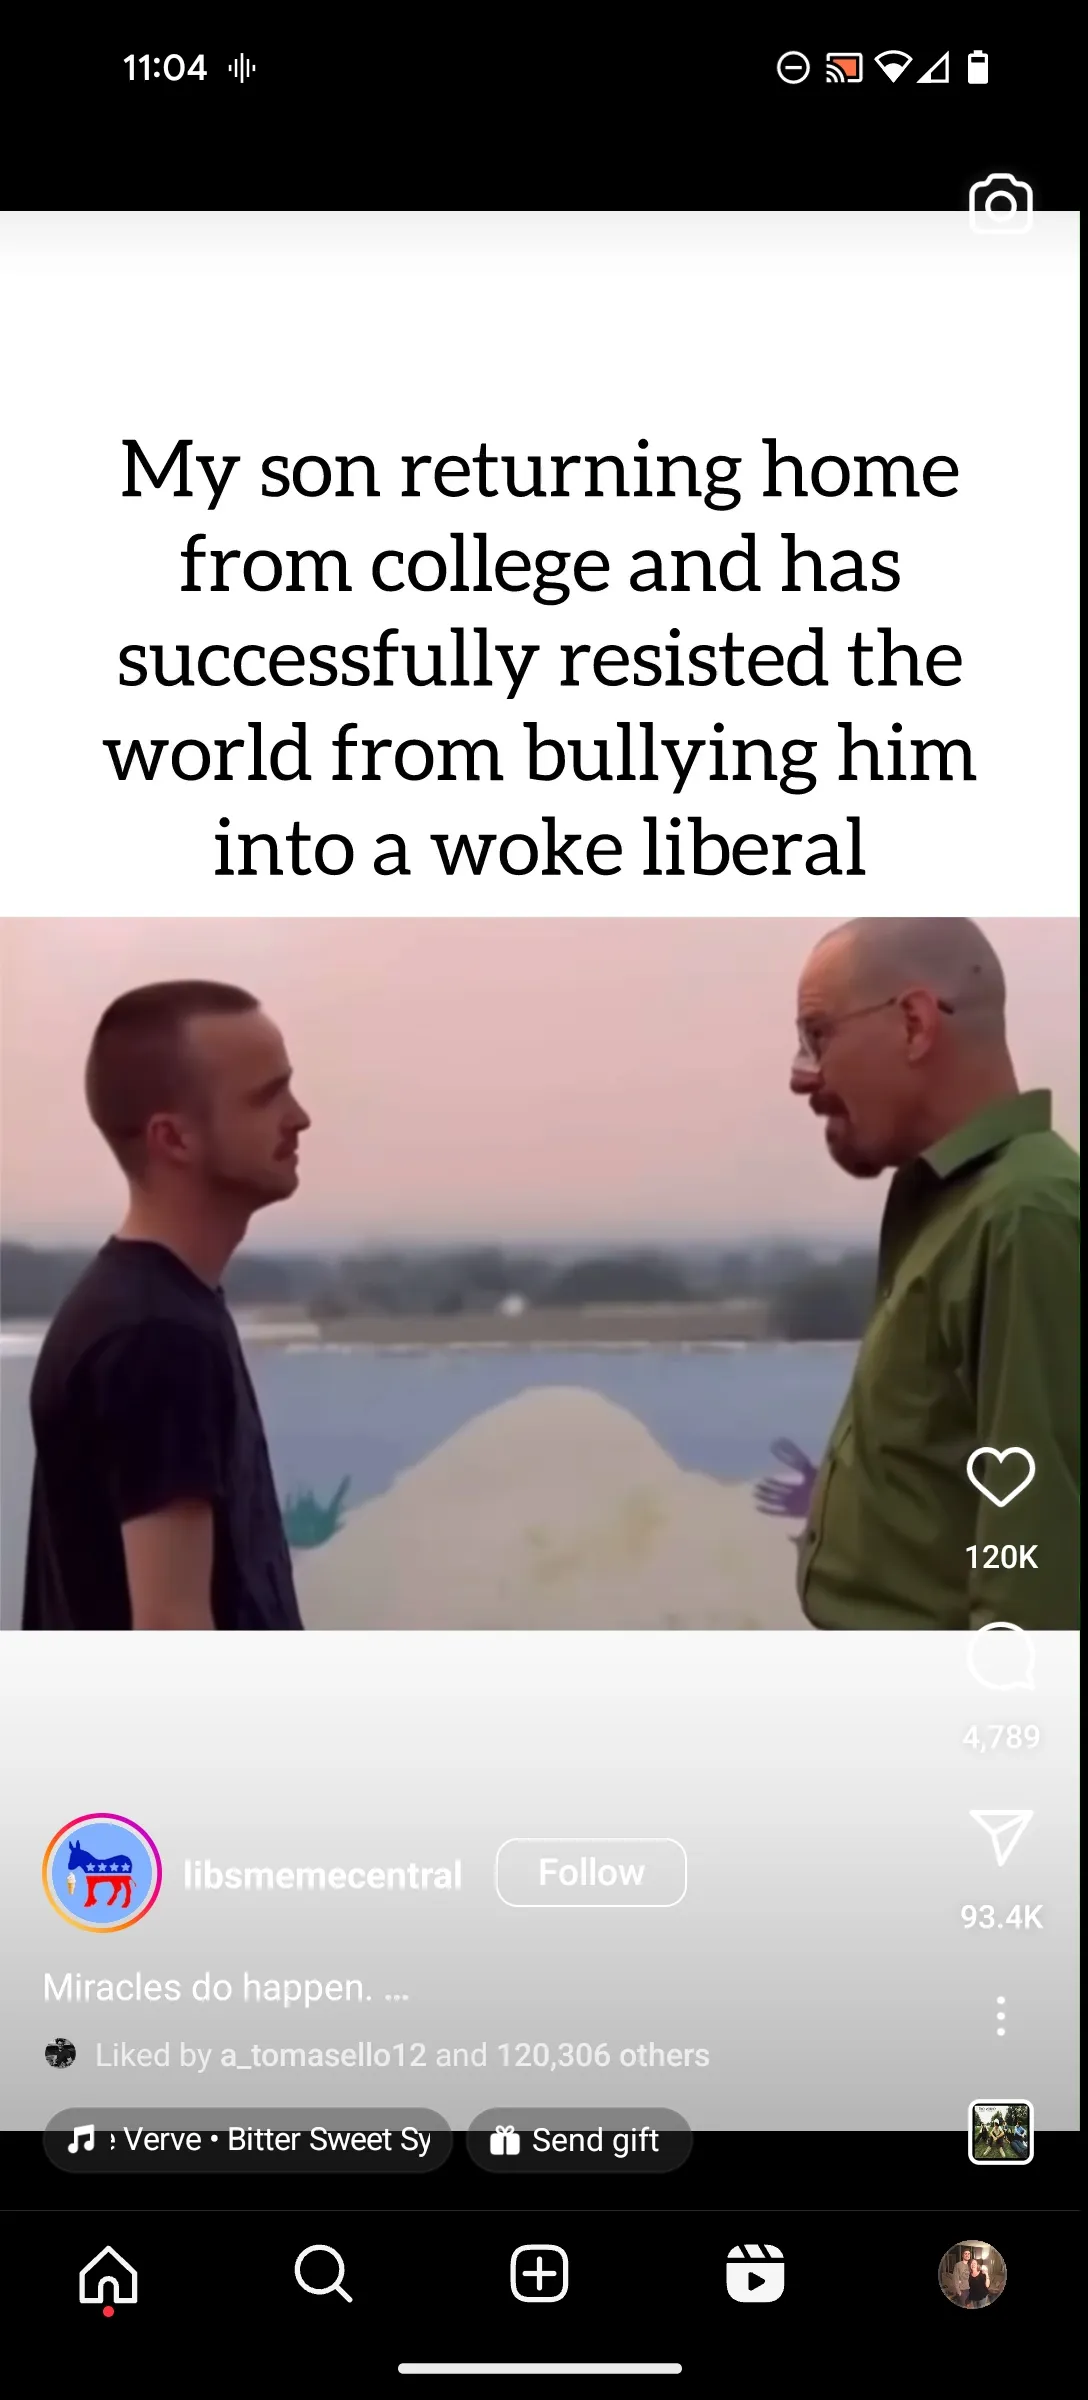 11:04
My son returning home
from college and has
successfully resisted the
world from bullying him
into a woke liberal
120K
4,789
93.4K
libsmemecentral Follow
Miracles do happen. ...
Liked by a_tomasello12 and 120,306 others
Verve • Bitter Sweet Sy
Send gift